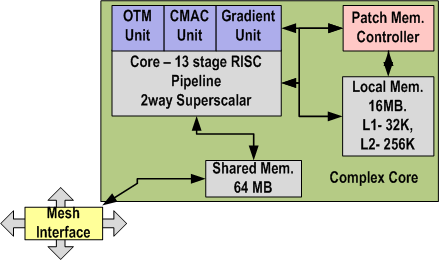 OTM
Unit
CMAC
Unit
Gradient
Unit
Patch Mem.
Controller
Core – 13 stage RISC
Pipeline
2way Superscalar
Local Mem.
16MB.
L1- 32K,
L2- 256K
Shared Mem.
64 MB
Complex Core
Mesh
Interface